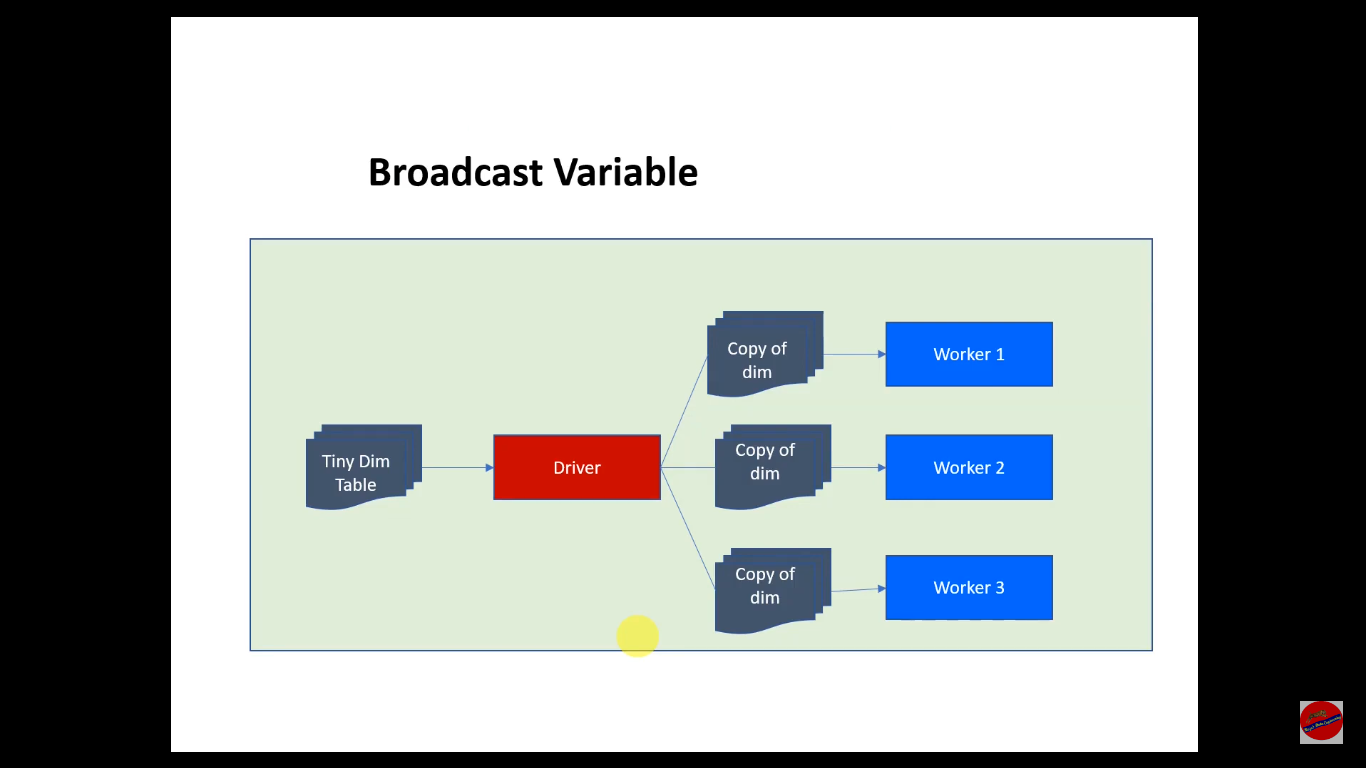 Broadcast Variable
Copy of
dim
Worker 1
Tiny Dim
Table
Driver
Copy of
dim
Worker 2
Copy of
dim
Worker 3